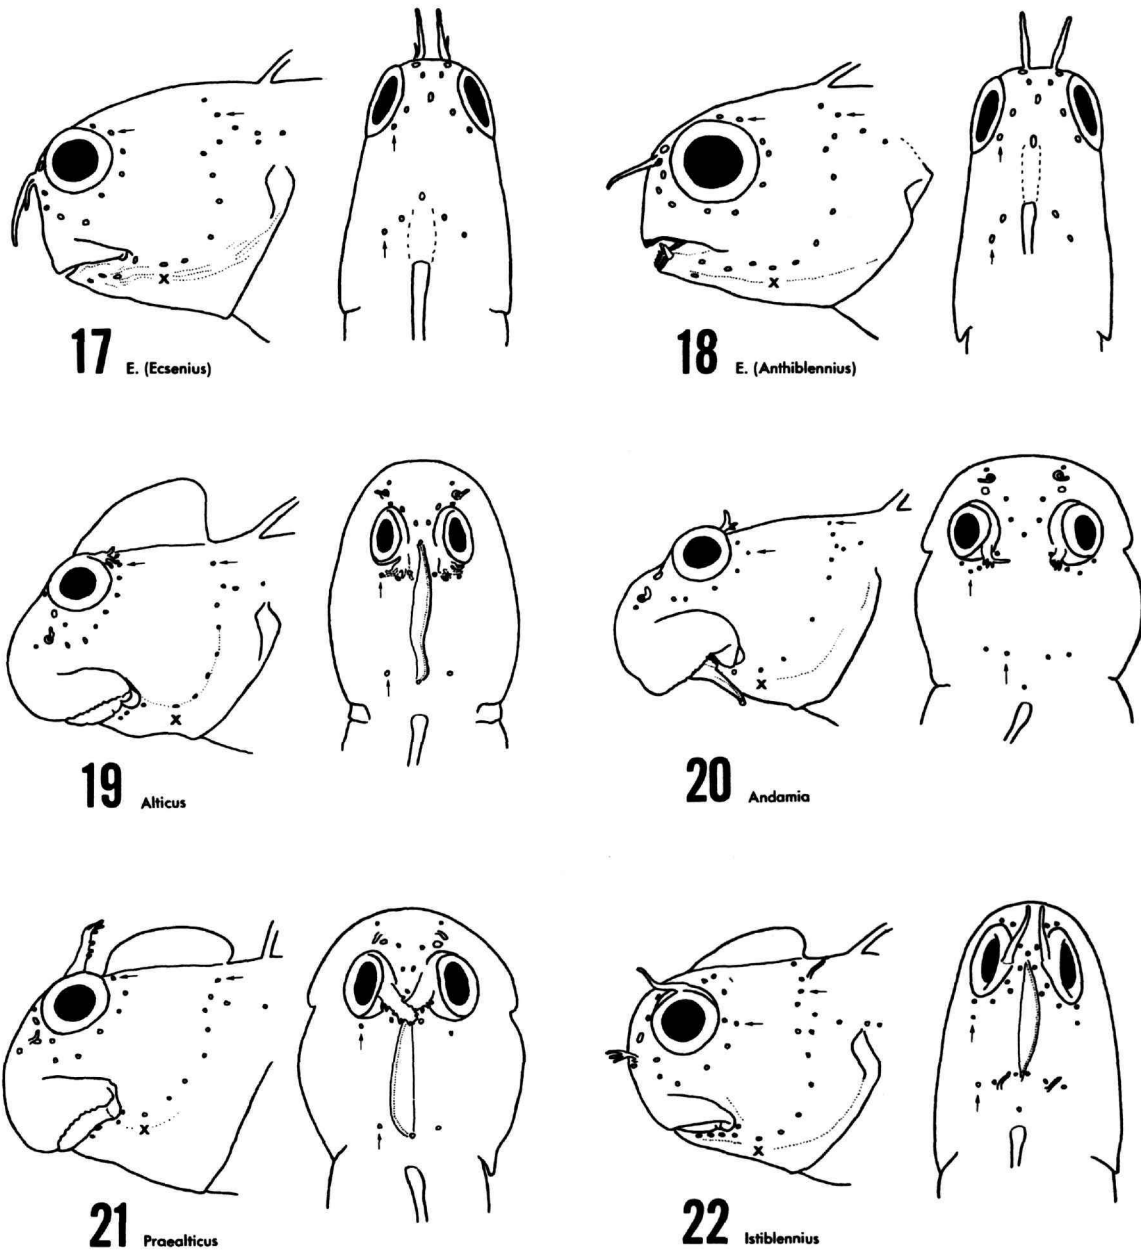 17 E. (Ecsenius)
18 E. (Anthiblennius)
19 Alticus
20 Andamia
21 Praealticus
22 Istiblennius
x
x
x
x
x
x